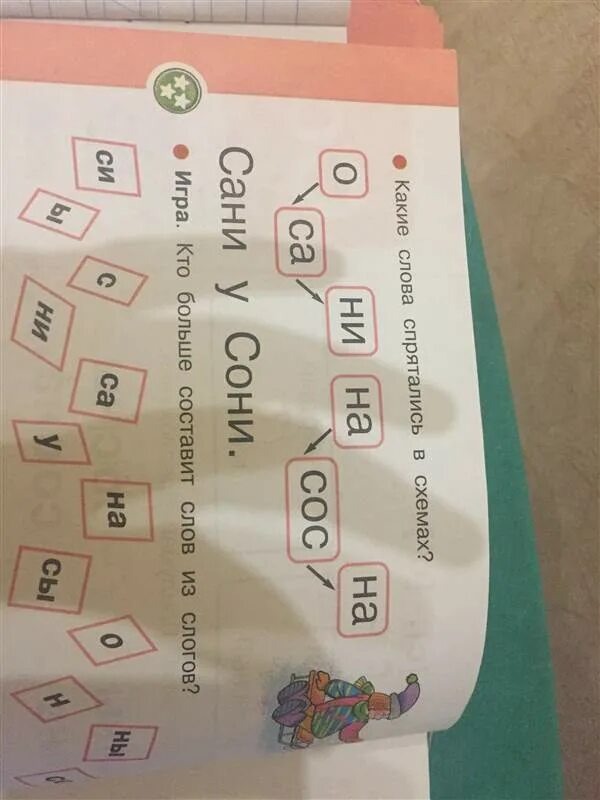 Какие слова спрятались в схемах?
о ни на на
са сос
Сани у Сони.
Игра. Кто больше составит слов из слогов?
си с са на о ны
ы ни у сы н